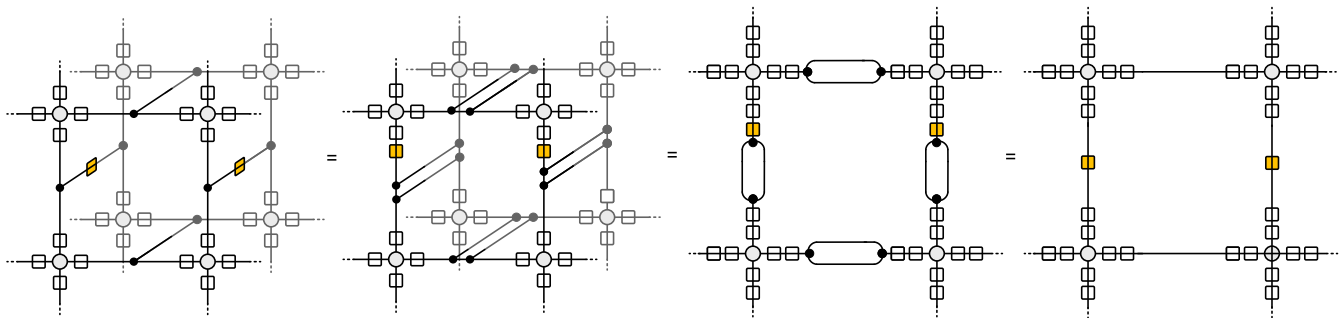 = = =